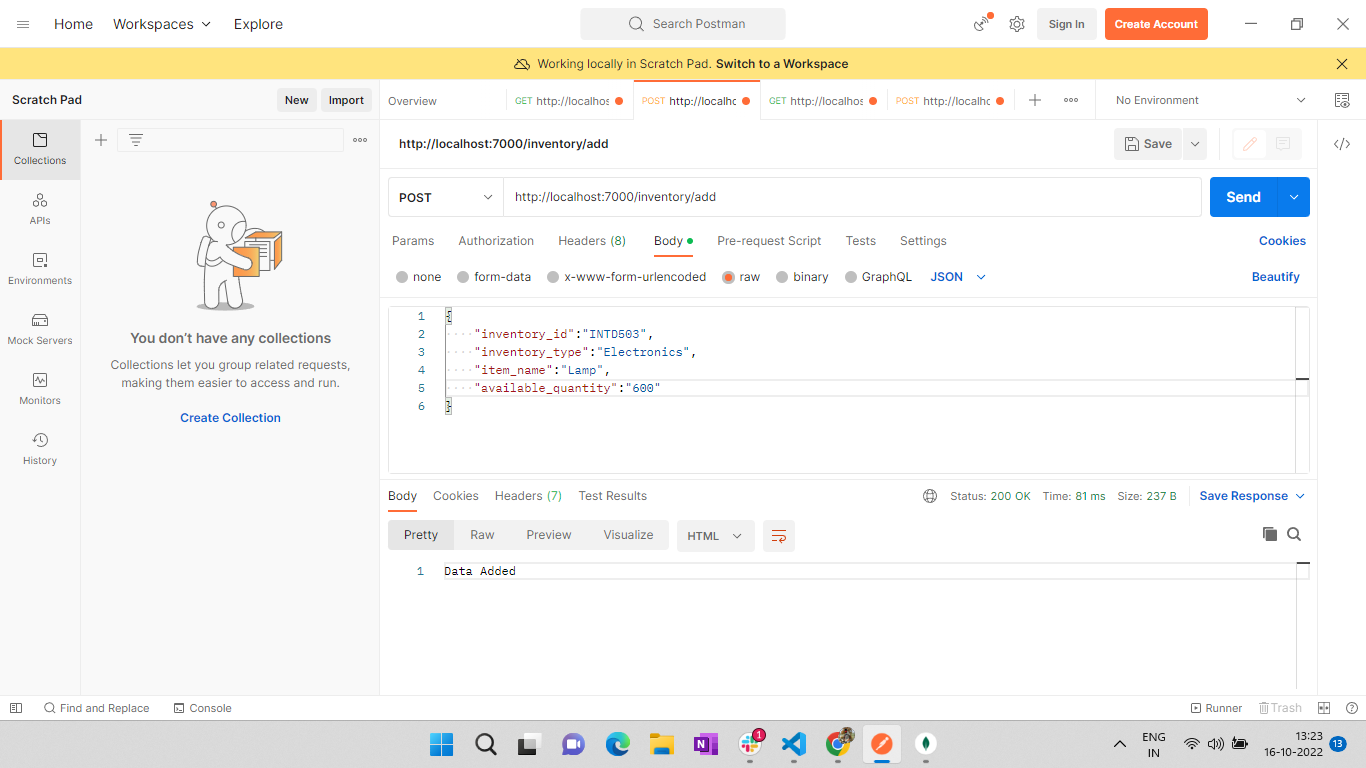 Home Workspaces Explore Search Postman Sign In Create Account
Working locally in Scratch Pad. Switch to a Workspace
Scratch Pad New Import Overview GET http://localhos POST http://localhc GET http://localhos POST http://localhc No Environment
Collections
APIs
Environments
Mock Servers
Monitors
History
You don't have any collections
Collections let you group related requests,
making them easier to access and run.
Create Collection
http://localhost:7000/inventory/add Save
POST http://localhost:7000/inventory/add Send
Params Authorization Headers (8) Body Pre-request Script Tests Settings Cookies
none form-data x-www-form-urlencoded raw binary GraphQL JSON Beautify
1 {
2 "inventory_id":"INTD503",
3 "inventory_type":"Electronics",
4 "item_name":"Lamp",
5 "available_quantity":"600"
6 }
Body Cookies Headers (7) Test Results Status: 200 OK Time: 81 ms Size: 237 B Save Response
Pretty Raw Preview Visualize HTML
1 Data Added
Find and Replace Console Runner Trash
1 ENG 13:23 13
IN 16-10-2022